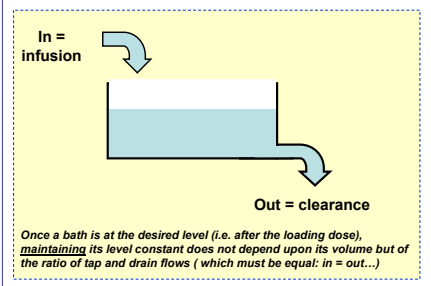 In =
infusion
Out = clearance
Once a bath is at the desired level (i.e. after the loading dose),
maintaining its level constant does not depend upon its volume but of
the ratio of tap and drain flows ( which must be equal: in = out…)